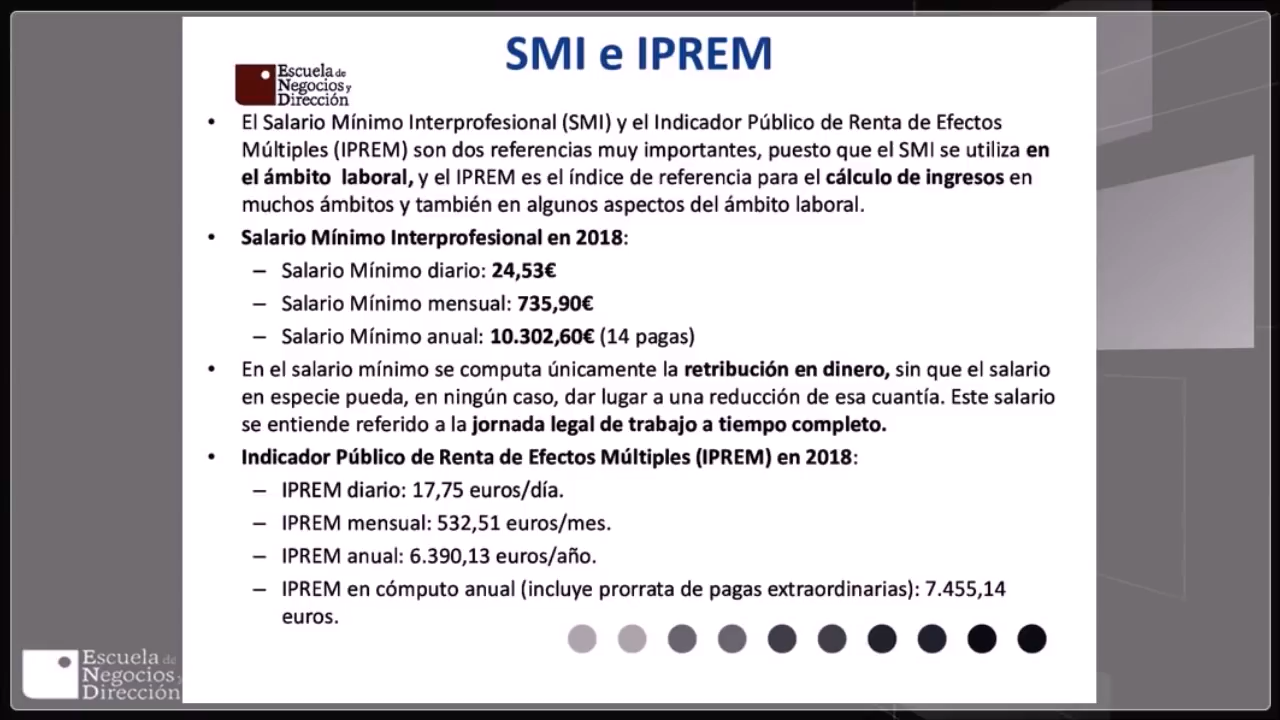 SMI e IPREM
Escuela de
Negocios y
Dirección
• El Salario Mínimo Interprofesional (SMI) y el Indicador Público de Renta de Efectos
Múltiples (IPREM) son dos referencias muy importantes, puesto que el SMI se utiliza en
el ámbito laboral, y el IPREM es el índice de referencia para el cálculo de ingresos en
muchos ámbitos y también en algunos aspectos del ámbito laboral.
• Salario Mínimo Interprofesional en 2018:
– Salario Mínimo diario: 24,53€
– Salario Mínimo mensual: 735,90€
– Salario Mínimo anual: 10.302,60€ (14 pagas)
• En el salario mínimo se computa únicamente la retribución en dinero, sin que el salario
en especie pueda, en ningún caso, dar lugar a una reducción de esa cuantía. Este salario
se entiende referido a la jornada legal de trabajo a tiempo completo.
• Indicador Público de Renta de Efectos Múltiples (IPREM) en 2018:
– IPREM diario: 17,75 euros/día.
– IPREM mensual: 532,51 euros/mes.
– IPREM anual: 6.390,13 euros/año.
– IPREM en cómputo anual (incluye prorrata de pagas extraordinarias): 7.455,14
euros.
Escuela de
Negocios y
Dirección